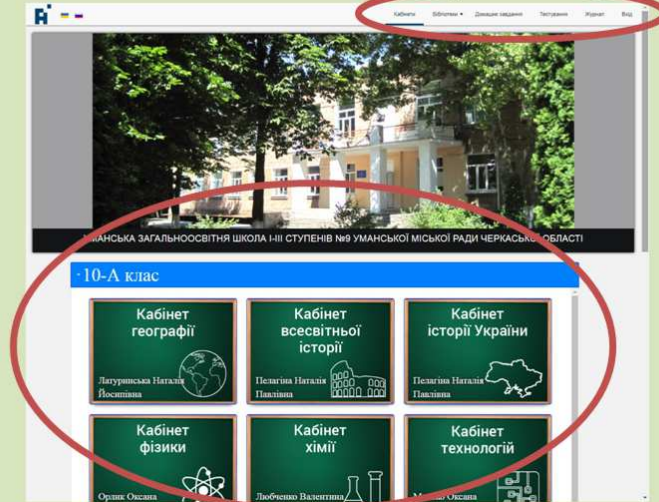 Кабінети Бібліотеки Домашнє завдання Тестування Журнал Вхід
УМАНСЬКА ЗАГАЛЬНООСВІТНЯ ШКОЛА І-ІІІ СТУПЕНІВ №9 УМАНСЬКОЇ МІСЬКОЇ РАДИ ЧЕРКАСЬКОЇ ОБЛАСТІ
·10-А клас
Кабінет
географії
Латуринська Наталія
Йосипівна
Кабінет
всесвітньої
історії
Пелагіна Наталія
Павлівна
Кабінет
історії України
Пелагіна Наталія
Павлівна
Кабінет
фізики
Орлик Оксана
Кабінет
хімії
Любченко Валентина
Кабінет
технологій
Оксана